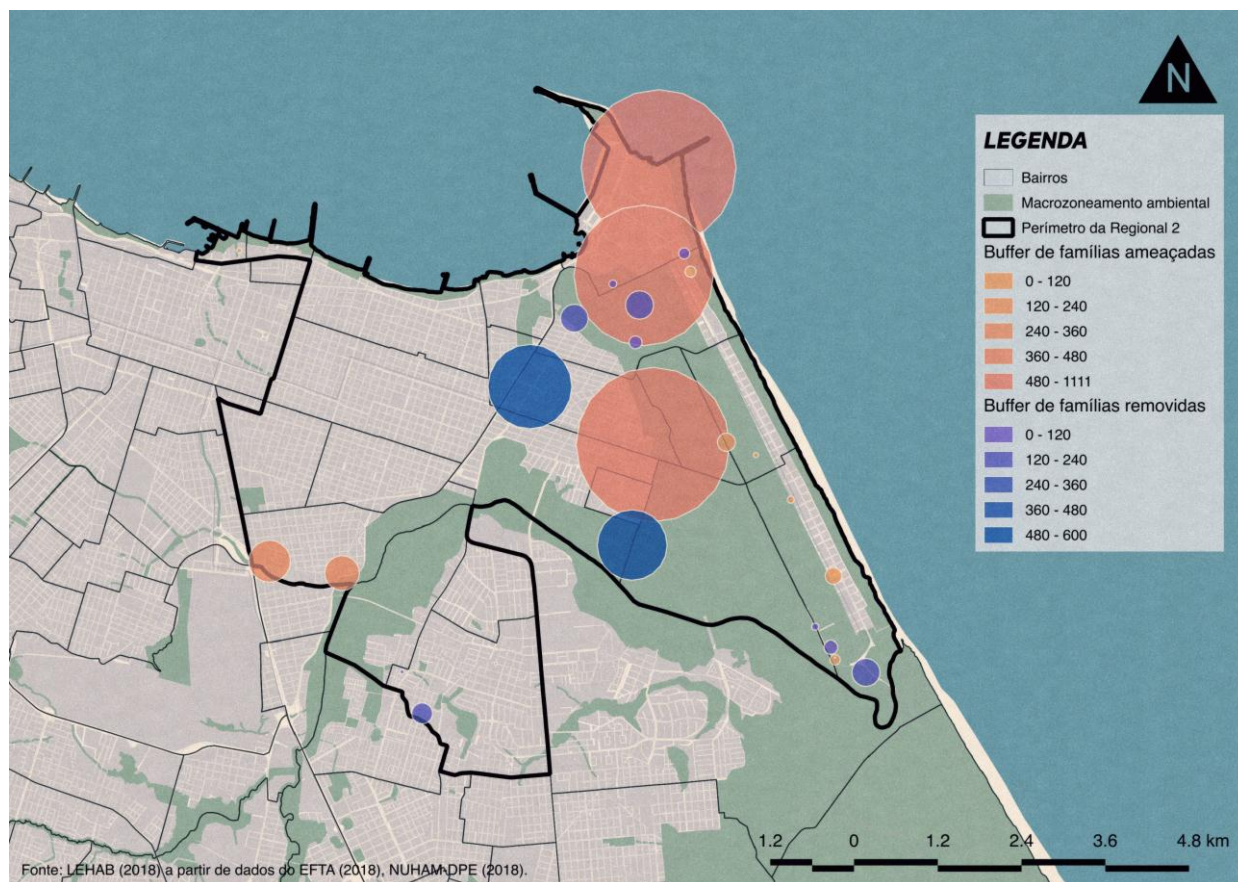 N
LEGENDA
Bairros
Macrozoneamento ambiental
Perímetro da Regional 2
Buffer de famílias ameaçadas
0 - 120
120 - 240
240 - 360
360 - 480
480 - 1111
Buffer de famílias removidas
0 - 120
120 - 240
240 - 360
360 - 480
480 - 600
1.2 0 1.2 2.4 3.6 4.8 km
Fonte: LEHAB (2018) a partir de dados do EFTA (2018), NUHAM-DPE (2018).